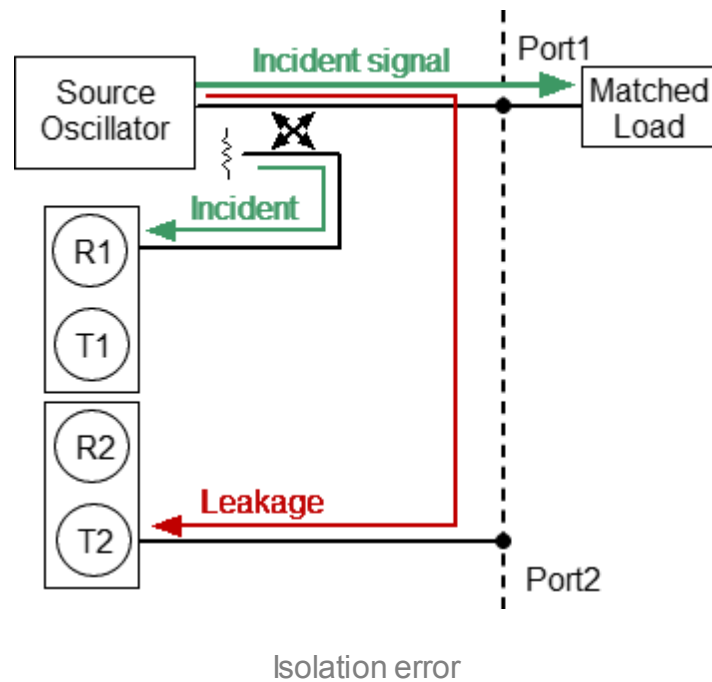 Incident signal
Port1
Source
Oscillator
Matched
Load
Incident
R1
T1
R2
Leakage
T2
Port2
Isolation error